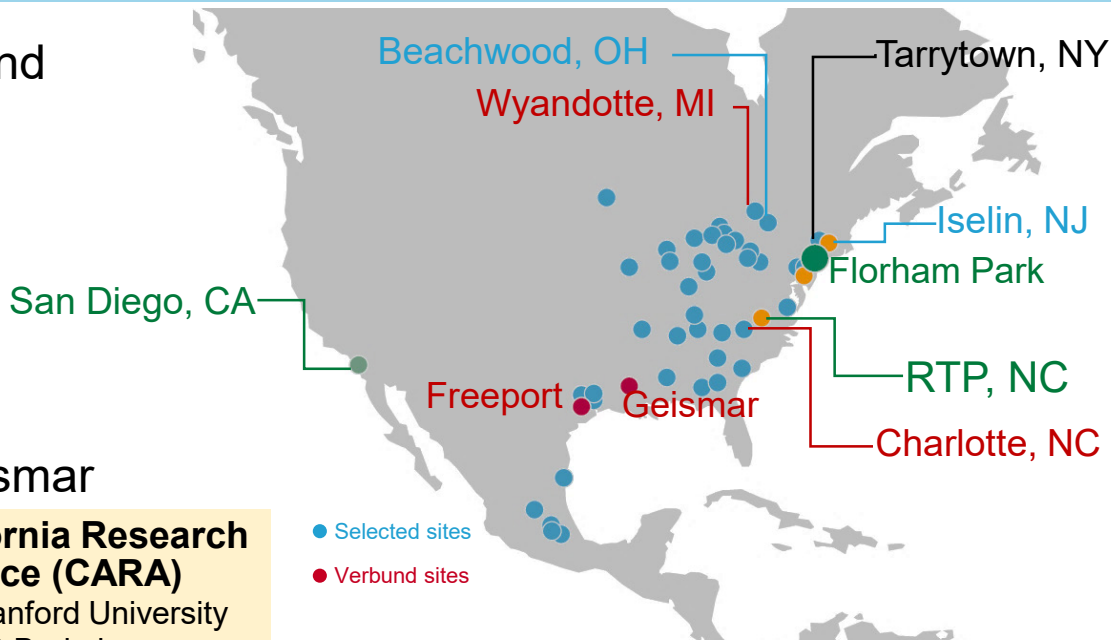 nd
Beachwood, OH
Tarrytown, NY
Wyandotte, MI
Iselin, NJ
Florham Park
San Diego, CA
RTP, NC
Freeport
Geismar
Charlotte, NC
smar
ornia Research
ce (CARA)
anford University
Selected sites
Verbund sites